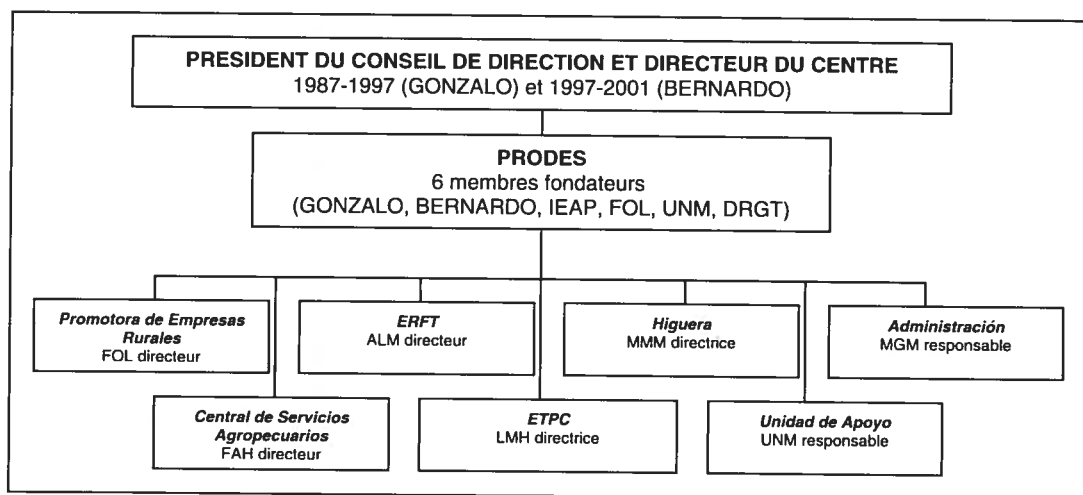 PRESIDENT DU CONSEIL DE DIRECTION ET DIRECTEUR DU CENTRE
1987-1997 (GONZALO) et 1997-2001 (BERNARDO)
PRODES
6 membres fondateurs
(GONZALO, BERNARDO, IEAP, FOL, UNM, DRGT)
Promotora de Empresas
Rurales
FOL directeur
ERFT
ALM directeur
Higuera
MMM directrice
Administración
MGM responsable
Central de Servicios
Agropecuarios
FAH directeur
ETPC
LMH directrice
Unidad de Apoyo
UNM responsable